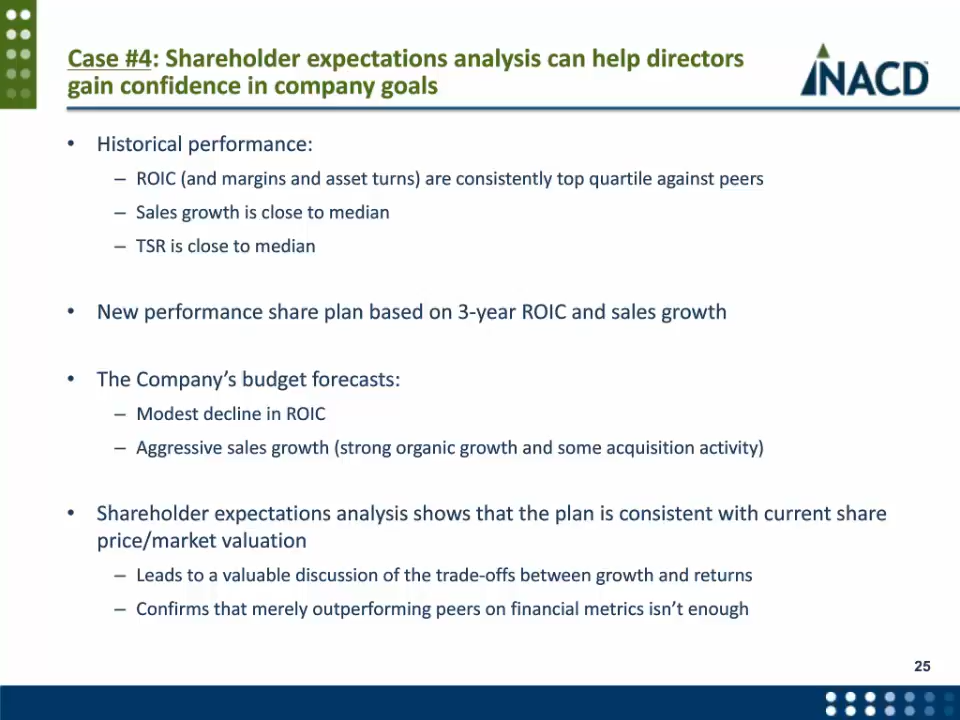 Case #4: Shareholder expectations analysis can help directors
gain confidence in company goals
NACD
• Historical performance:
– ROIC (and margins and asset turns) are consistently top quartile against peers
– Sales growth is close to median
– TSR is close to median
• New performance share plan based on 3-year ROIC and sales growth
• The Company’s budget forecasts:
– Modest decline in ROIC
– Aggressive sales growth (strong organic growth and some acquisition activity)
• Shareholder expectations analysis shows that the plan is consistent with current share
price/market valuation
– Leads to a valuable discussion of the trade-offs between growth and returns
– Confirms that merely outperforming peers on financial metrics isn’t enough
25